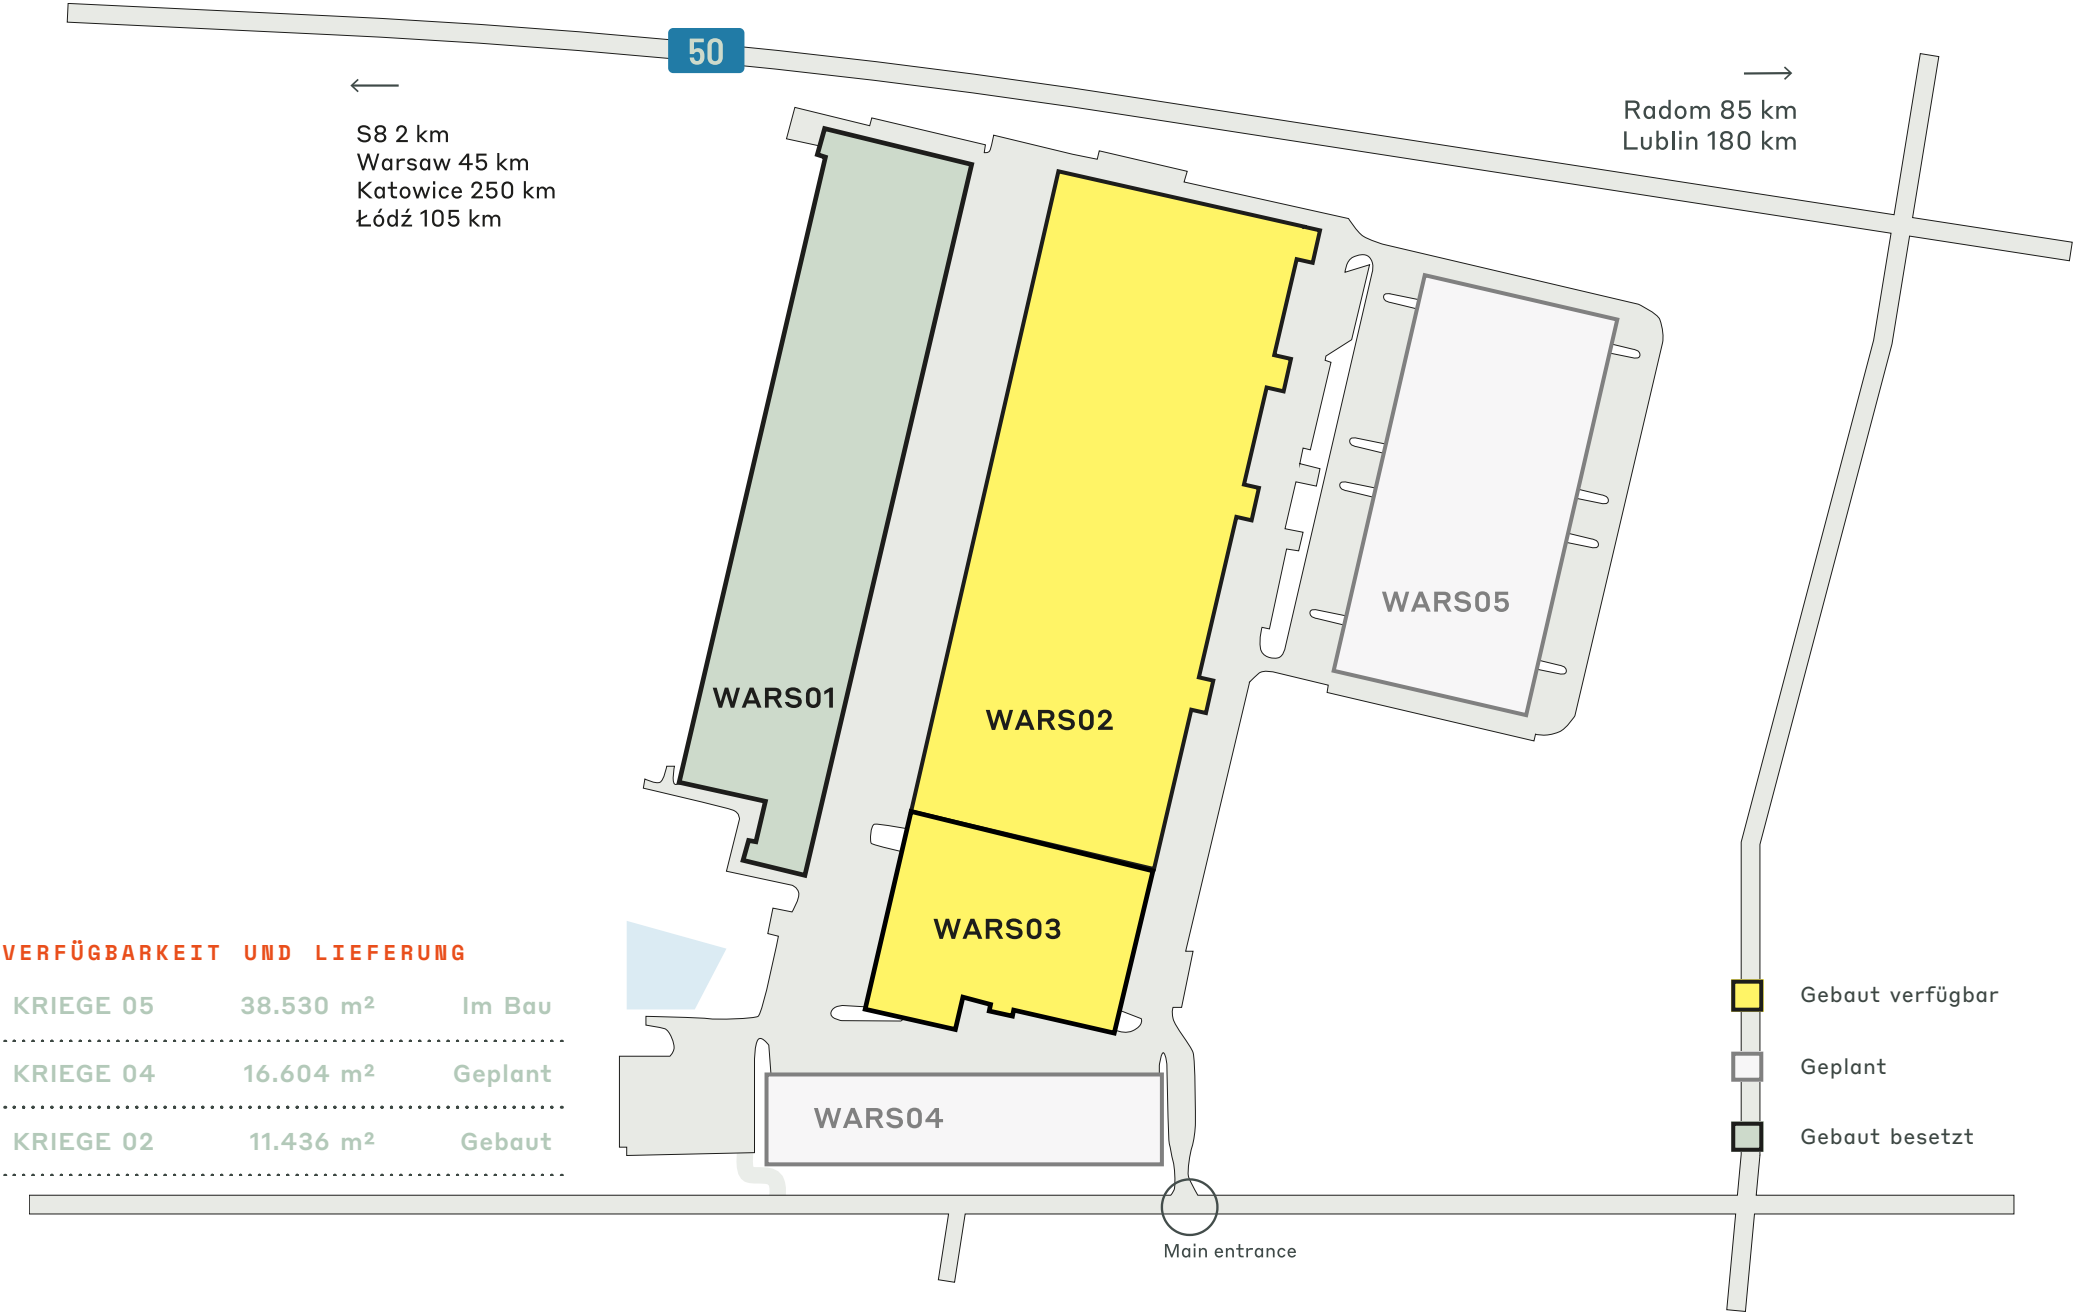 50
S8 2 km
Warsaw 45 km
Katowice 250 km
Łódź 105 km
Radom 85 km
Lublin 180 km
WARS05
WARS01
WARS02
WARS03
WARS04
VERFÜGBARKEIT UND LIEFERUNG
KRIEGE 05 38.530 m² Im Bau
KRIEGE 04 16.604 m² Geplant
KRIEGE 02 11.436 m² Gebaut
Gebaut verfügbar
Geplant
Gebaut besetzt
Main entrance